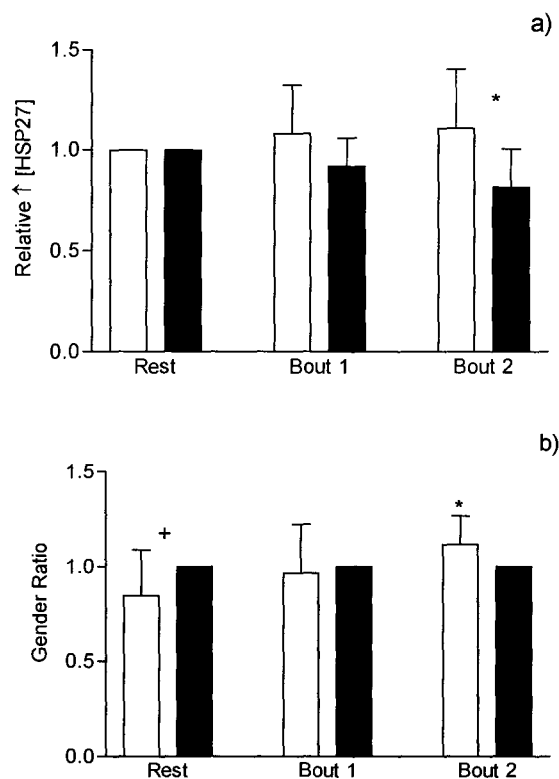 a)
1.5
1.0
0.5
0.0
Relative ↑ [HSP27]
*
Rest Bout 1 Bout 2
b)
1.5
1.0
0.5
0.0
Gender Ratio
+
*
Rest Bout 1 Bout 2